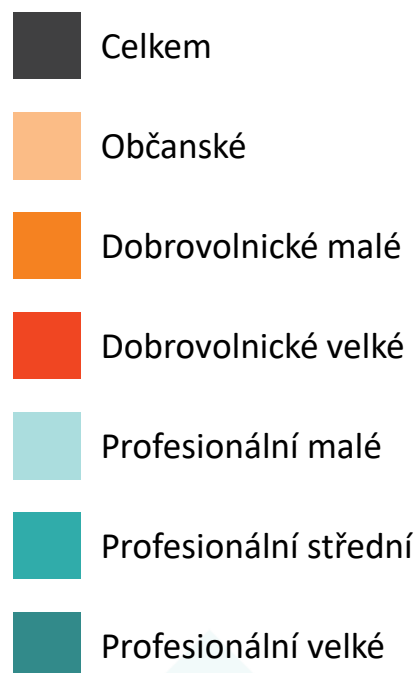 Celkem
Občanské
Dobrovolnické malé
Dobrovolnické velké
Profesionální malé
Profesionální střední
Profesionální velké